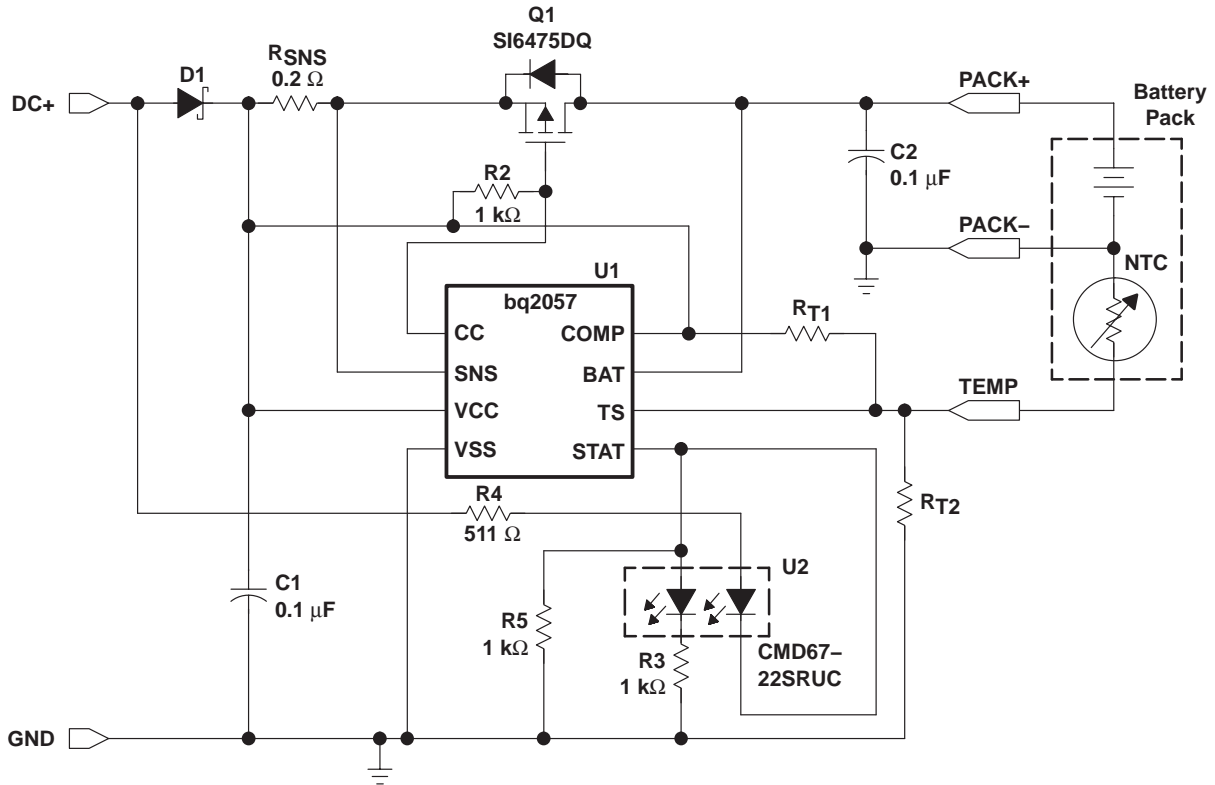 Q1
SI6475DQ
RSNS
0.2 Ω
D1
DC+
PACK+
Battery
Pack
C2
0.1 μF
R2
1 kΩ
PACK–
NTC
U1
bq2057
CC
COMP
RT1
SNS
BAT
TEMP
VCC
TS
VSS
STAT
R4
511 Ω
RT2
U2
C1
0.1 μF
R5
1 kΩ
R3
1 kΩ
CMD67–
22SRUC
GND